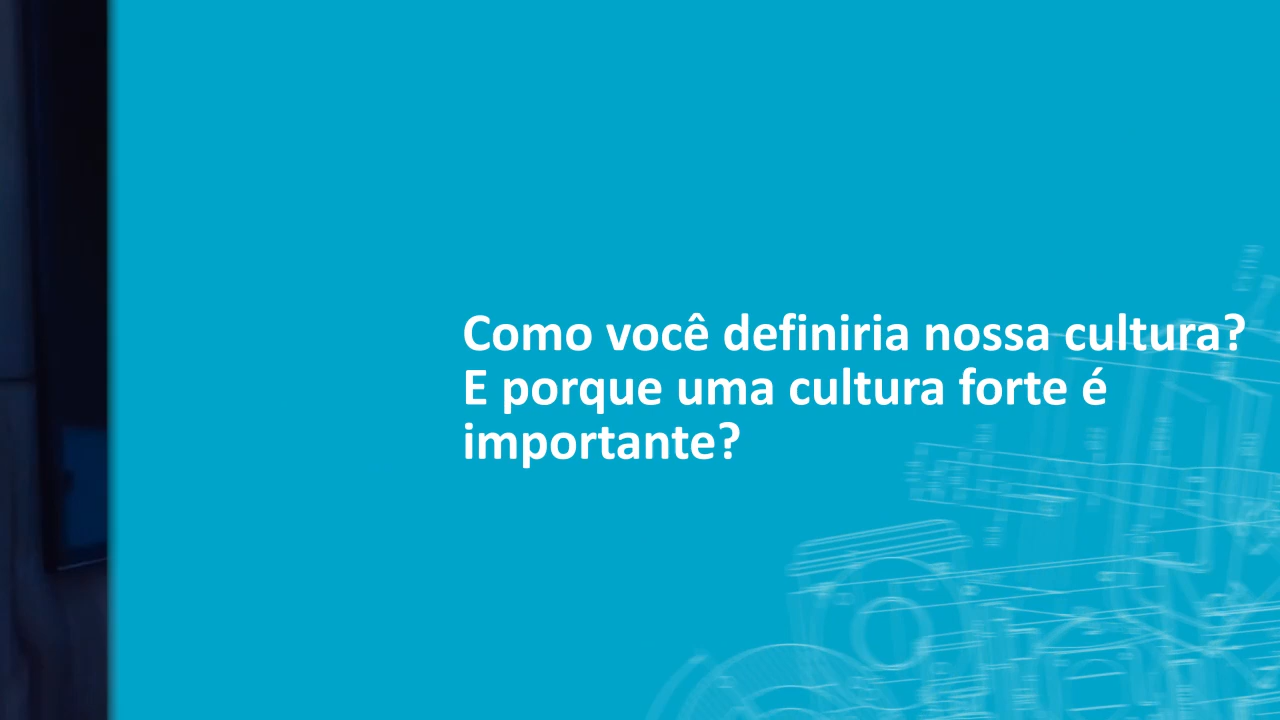 Como você definiria nossa cultura?
E porque uma cultura forte é
importante?